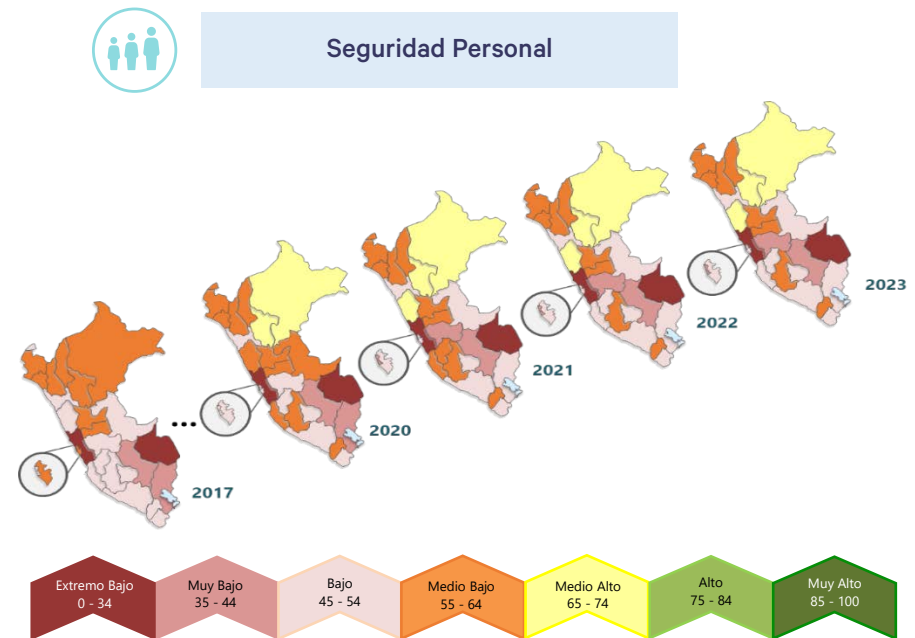 Seguridad Personal
2023
2022
2021
...
2020
2017
Extremo Bajo
0 - 34
Muy Bajo
35 - 44
Bajo
45 - 54
Medio Bajo
55 - 64
Medio Alto
65 - 74
Alto
75 - 84
Muy Alto
85 - 100